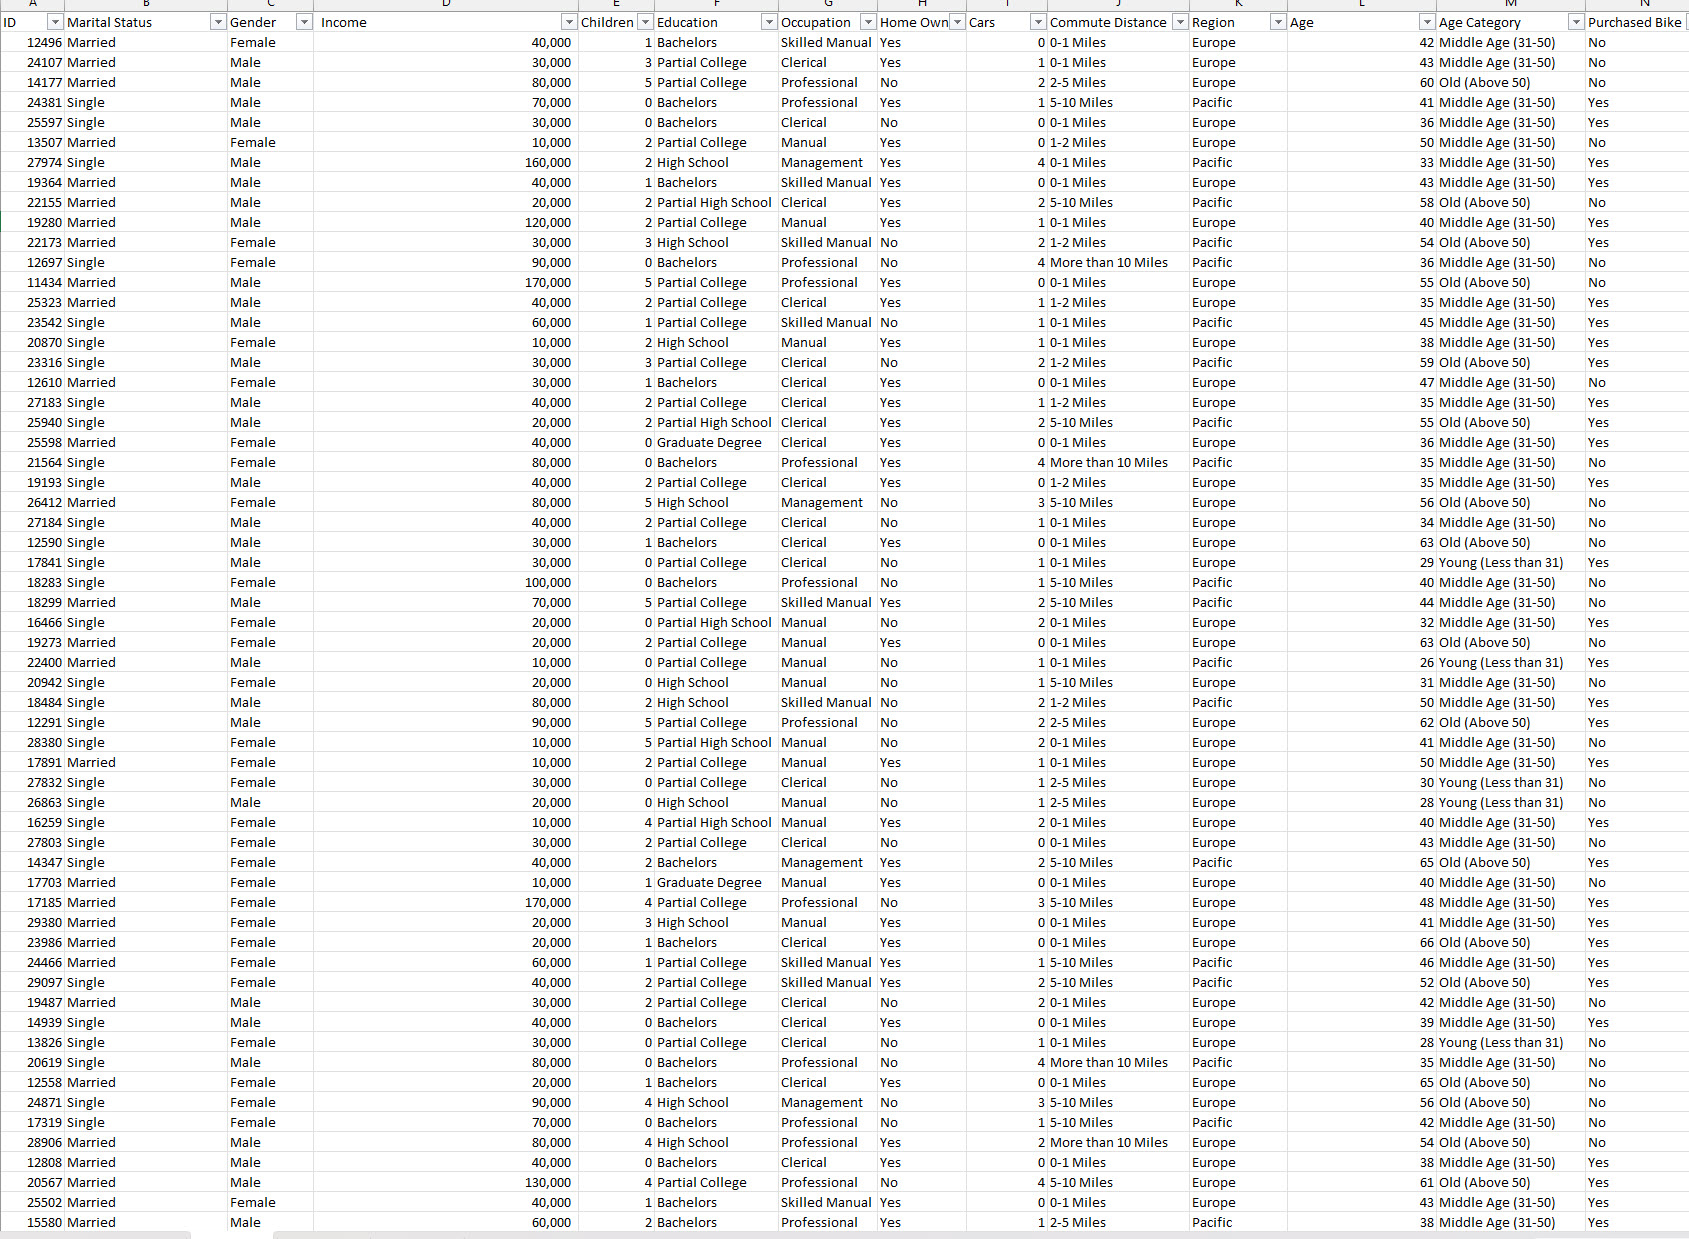 A B C D E F G H I J K L M N
ID Marital Status Gender Income Children Education Occupation Home Own Cars Commute Distance Region Age Age Category Purchased Bike
12496 Married Female 40,000 1 Bachelors Skilled Manual Yes 0 0-1 Miles Europe 42 Middle Age (31-50) No
24107 Married Male 30,000 3 Partial College Clerical Yes 1 0-1 Miles Europe 43 Middle Age (31-50) No
14177 Married Male 80,000 5 Partial College Professional No 2 2-5 Miles Europe 60 Old (Above 50) No
24381 Single Male 70,000 0 Bachelors Professional Yes 1 5-10 Miles Pacific 41 Middle Age (31-50) Yes
25597 Single Male 30,000 0 Bachelors Clerical No 0 0-1 Miles Europe 36 Middle Age (31-50) Yes
13507 Married Female 10,000 2 Partial College Manual Yes 0 1-2 Miles Europe 50 Middle Age (31-50) No
27974 Single Male 160,000 2 High School Management Yes 4 0-1 Miles Pacific 33 Middle Age (31-50) Yes
19364 Married Male 40,000 1 Bachelors Skilled Manual Yes 0 0-1 Miles Europe 43 Middle Age (31-50) Yes
22155 Married Male 20,000 2 Partial High School Clerical Yes 2 5-10 Miles Pacific 58 Old (Above 50) No
19280 Married Male 120,000 2 Partial College Manual Yes 1 0-1 Miles Europe 40 Middle Age (31-50) Yes
22173 Married Female 30,000 3 High School Skilled Manual No 2 1-2 Miles Pacific 54 Old (Above 50) Yes
12697 Single Female 90,000 0 Bachelors Professional No 4 More than 10 Miles Pacific 36 Middle Age (31-50) No
11434 Married Male 170,000 5 Partial College Professional Yes 0 0-1 Miles Europe 55 Old (Above 50) No
25323 Married Male 40,000 2 Partial College Clerical Yes 1 1-2 Miles Europe 35 Middle Age (31-50) Yes
23542 Single Male 60,000 1 Partial College Skilled Manual No 1 0-1 Miles Pacific 45 Middle Age (31-50) Yes
20870 Single Female 10,000 2 High School Manual Yes 1 0-1 Miles Europe 38 Middle Age (31-50) Yes
23316 Single Male 30,000 3 Partial College Clerical No 2 1-2 Miles Pacific 59 Old (Above 50) Yes
12610 Married Female 30,000 1 Bachelors Clerical Yes 0 0-1 Miles Europe 47 Middle Age (31-50) No
27183 Single Male 40,000 2 Partial College Clerical Yes 1 1-2 Miles Europe 35 Middle Age (31-50) Yes
25940 Single Male 20,000 2 Partial High School Clerical Yes 2 5-10 Miles Pacific 55 Old (Above 50) Yes
25598 Married Female 40,000 0 Graduate Degree Clerical Yes 0 0-1 Miles Europe 36 Middle Age (31-50) Yes
21564 Single Female 80,000 0 Bachelors Professional Yes 4 More than 10 Miles Pacific 35 Middle Age (31-50) No
19193 Single Male 40,000 2 Partial College Clerical Yes 0 1-2 Miles Europe 35 Middle Age (31-50) Yes
26412 Married Female 80,000 5 High School Management No 3 5-10 Miles Europe 56 Old (Above 50) No
27184 Single Male 40,000 2 Partial College Clerical No 1 0-1 Miles Europe 34 Middle Age (31-50) No
12590 Single Male 30,000 1 Bachelors Clerical Yes 0 0-1 Miles Europe 63 Old (Above 50) No
17841 Single Male 30,000 0 Partial College Clerical No 1 0-1 Miles Europe 29 Young (Less than 31) Yes
18283 Single Female 100,000 0 Bachelors Professional No 1 5-10 Miles Pacific 40 Middle Age (31-50) No
18299 Married Male 70,000 5 Partial College Skilled Manual Yes 2 5-10 Miles Pacific 44 Middle Age (31-50) No
16466 Single Female 20,000 0 Partial High School Manual No 2 0-1 Miles Europe 32 Middle Age (31-50) Yes
19273 Married Female 20,000 2 Partial College Manual Yes 0 0-1 Miles Europe 63 Old (Above 50) No
22400 Married Male 10,000 0 Partial College Manual No 1 0-1 Miles Pacific 26 Young (Less than 31) Yes
20942 Single Female 20,000 0 High School Manual No 1 5-10 Miles Europe 31 Middle Age (31-50) No
18484 Single Male 80,000 2 High School Skilled Manual No 2 1-2 Miles Pacific 50 Middle Age (31-50) Yes
12291 Single Male 90,000 5 Partial College Professional No 2 2-5 Miles Europe 62 Old (Above 50) Yes
28380 Single Female 10,000 5 Partial High School Manual No 2 0-1 Miles Europe 41 Middle Age (31-50) No
17891 Married Female 10,000 2 Partial College Manual Yes 1 0-1 Miles Europe 50 Middle Age (31-50) Yes
27832 Single Female 30,000 0 Partial College Clerical No 1 2-5 Miles Europe 30 Young (Less than 31) No
26863 Single Male 20,000 0 High School Manual No 1 2-5 Miles Europe 28 Young (Less than 31) No
16259 Single Female 10,000 4 Partial High School Manual Yes 2 0-1 Miles Europe 40 Middle Age (31-50) Yes
27803 Single Female 30,000 2 Partial College Clerical No 0 0-1 Miles Europe 43 Middle Age (31-50) No
14347 Single Female 40,000 2 Bachelors Management Yes 2 5-10 Miles Pacific 65 Old (Above 50) Yes
17703 Married Female 10,000 1 Graduate Degree Manual Yes 0 0-1 Miles Europe 40 Middle Age (31-50) No
17185 Married Female 170,000 4 Partial College Professional No 3 5-10 Miles Europe 48 Middle Age (31-50) Yes
29380 Married Female 20,000 3 High School Manual Yes 0 0-1 Miles Europe 41 Middle Age (31-50) Yes
23986 Married Female 20,000 1 Bachelors Clerical Yes 0 0-1 Miles Europe 66 Old (Above 50) Yes
24466 Married Female 60,000 1 Partial College Skilled Manual Yes 1 5-10 Miles Pacific 46 Middle Age (31-50) Yes
29097 Single Female 40,000 2 Partial College Skilled Manual Yes 2 5-10 Miles Pacific 52 Old (Above 50) Yes
19487 Married Male 30,000 2 Partial College Clerical No 2 0-1 Miles Europe 42 Middle Age (31-50) No
14939 Single Male 40,000 0 Bachelors Clerical Yes 0 0-1 Miles Europe 39 Middle Age (31-50) Yes
13826 Single Female 30,000 0 Partial College Clerical No 1 0-1 Miles Europe 28 Young (Less than 31) No
20619 Single Male 80,000 0 Bachelors Professional No 4 More than 10 Miles Pacific 35 Middle Age (31-50) No
12558 Married Female 20,000 1 Bachelors Clerical Yes 0 0-1 Miles Europe 65 Old (Above 50) No
24871 Single Female 90,000 4 High School Management No 3 5-10 Miles Europe 56 Old (Above 50) No
17319 Single Female 70,000 0 Bachelors Professional No 1 5-10 Miles Pacific 42 Middle Age (31-50) No
28906 Married Male 80,000 4 High School Professional Yes 2 More than 10 Miles Europe 54 Old (Above 50) No
12808 Married Male 40,000 0 Bachelors Clerical Yes 0 0-1 Miles Europe 38 Middle Age (31-50) Yes
20567 Married Male 130,000 4 Partial College Professional No 4 5-10 Miles Europe 61 Old (Above 50) Yes
25502 Married Female 40,000 1 Bachelors Skilled Manual Yes 0 0-1 Miles Europe 43 Middle Age (31-50) Yes
15580 Married Male 60,000 2 Bachelors Professional Yes 1 2-5 Miles Pacific 38 Middle Age (31-50) Yes